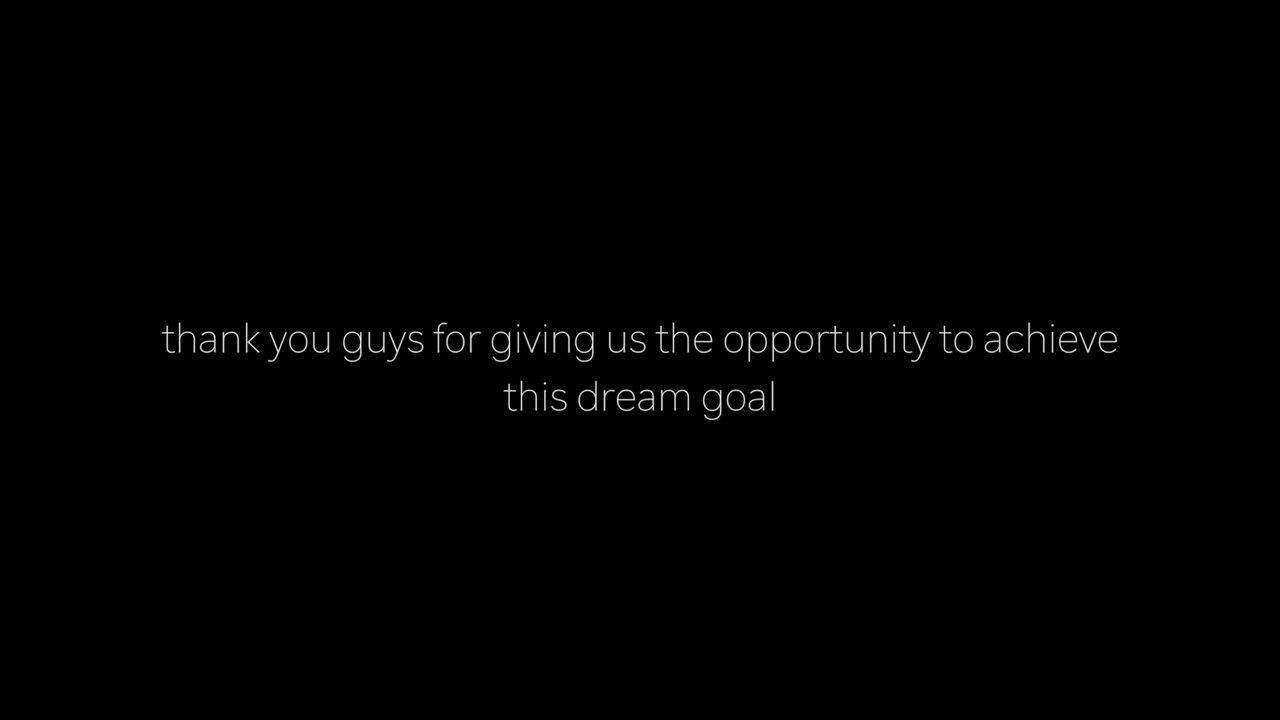 thank you guys for giving us the opportunity to achieve
this dream goal